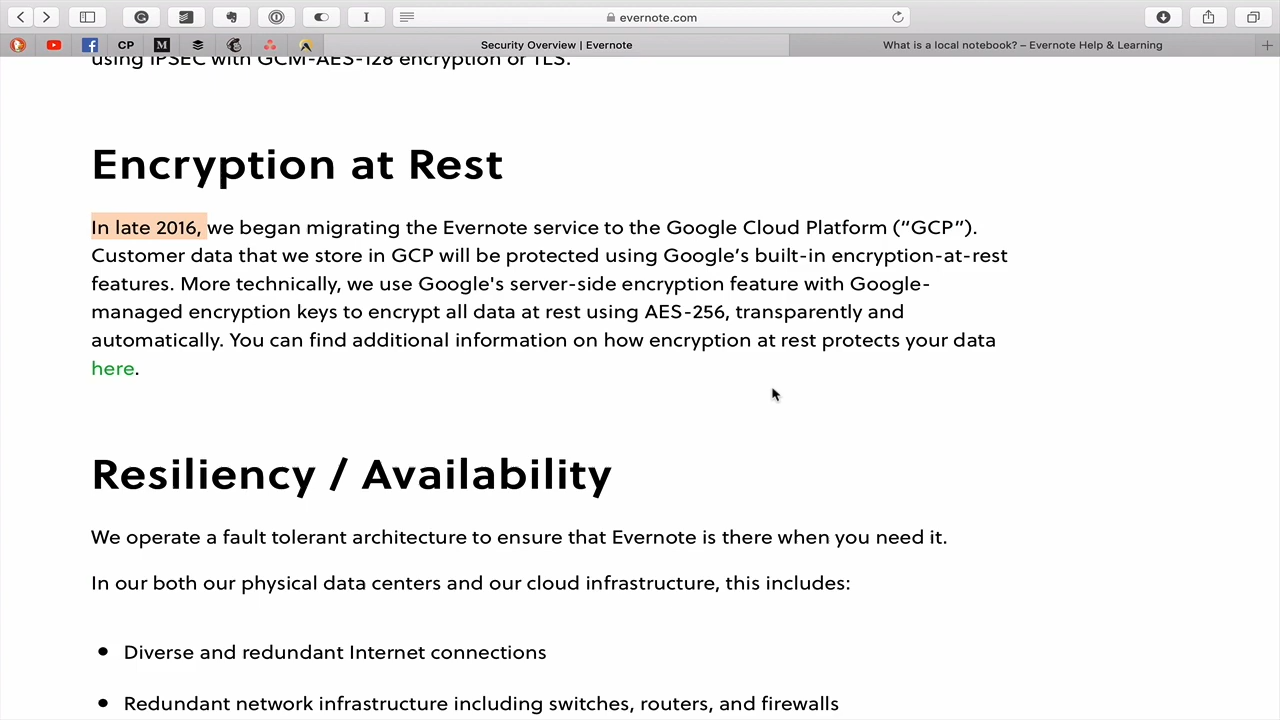 evernote.com
CP
M
Security Overview | Evernote
What is a local notebook? – Evernote Help & Learning
using IPSEC with GCM-AES-128 encryption or TLS.
Encryption at Rest
In late 2016, we began migrating the Evernote service to the Google Cloud Platform (“GCP”).
Customer data that we store in GCP will be protected using Google’s built-in encryption-at-rest
features. More technically, we use Google's server-side encryption feature with Google-
managed encryption keys to encrypt all data at rest using AES-256, transparently and
automatically. You can find additional information on how encryption at rest protects your data
here.
Resiliency / Availability
We operate a fault tolerant architecture to ensure that Evernote is there when you need it.
In our both our physical data centers and our cloud infrastructure, this includes:
• Diverse and redundant Internet connections
• Redundant network infrastructure including switches, routers, and firewalls